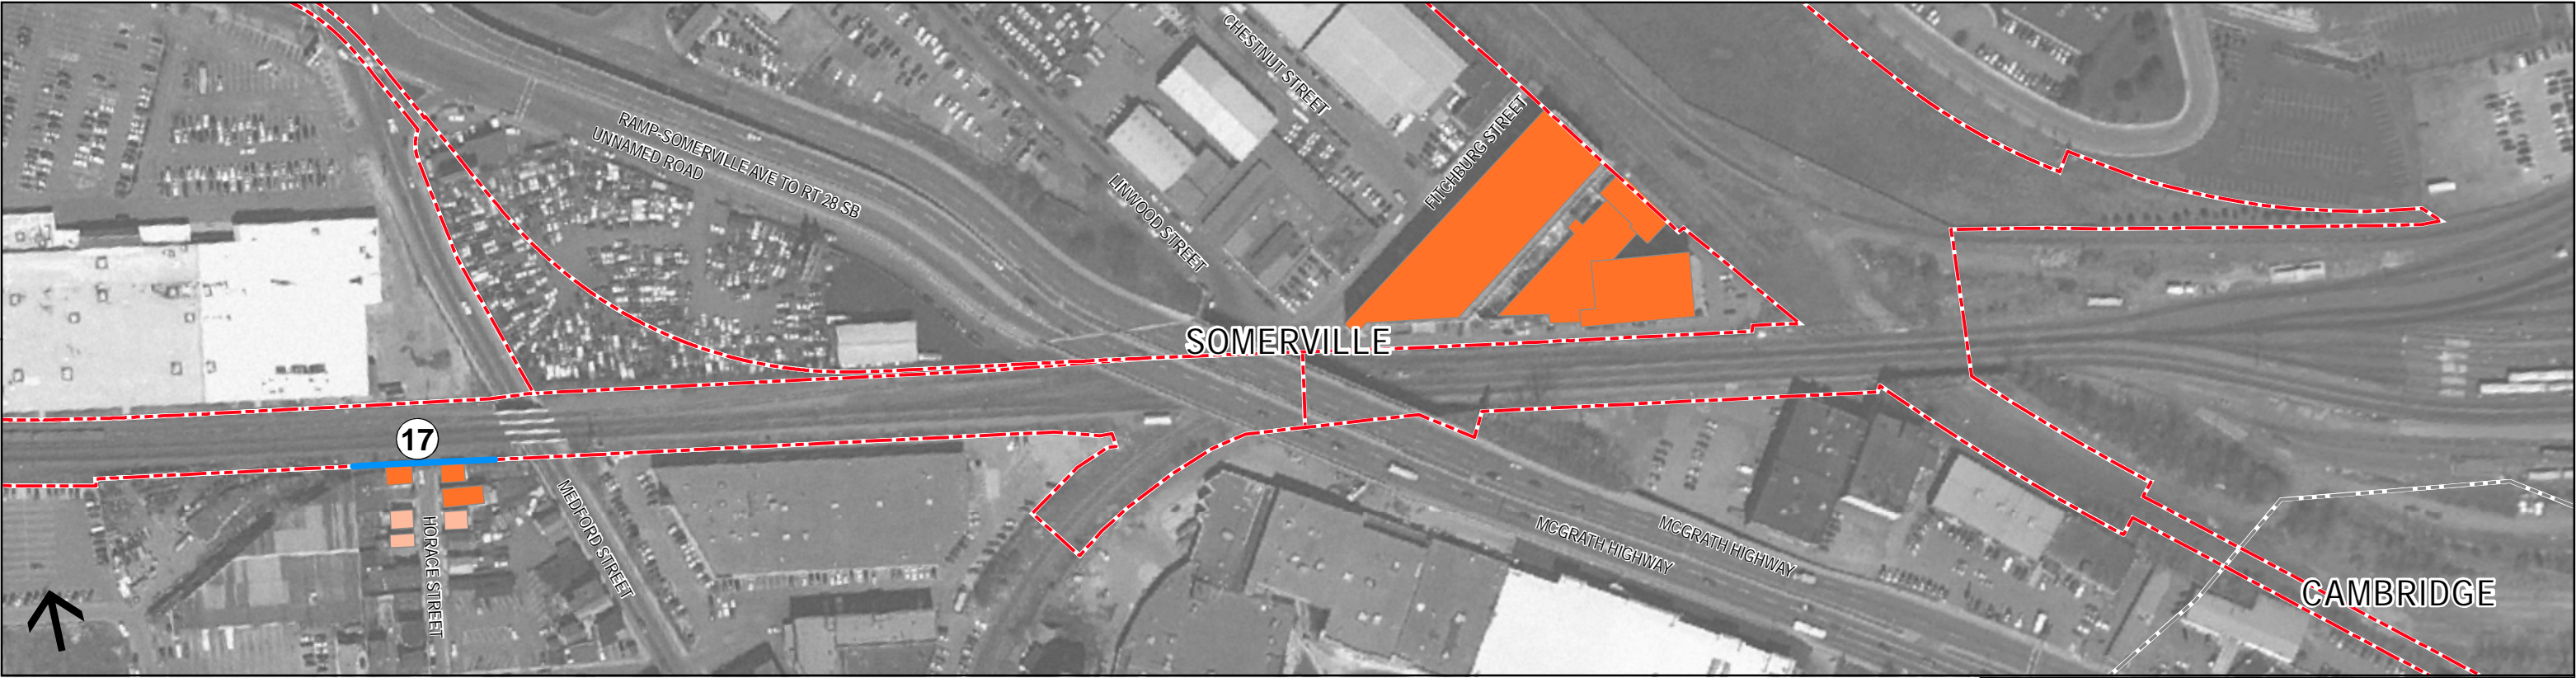 CHESTNUT STREET
RAMP-SOMERVILLE AVE TO RT 28 SB
UNNAMED ROAD
FITCHBURG STREET
LINWOOD STREET
SOMERVILLE
17
MEDFORD STREET
HORACE STREET
MCGRATH HIGHWAY
MCGRATH HIGHWAY
CAMBRIDGE